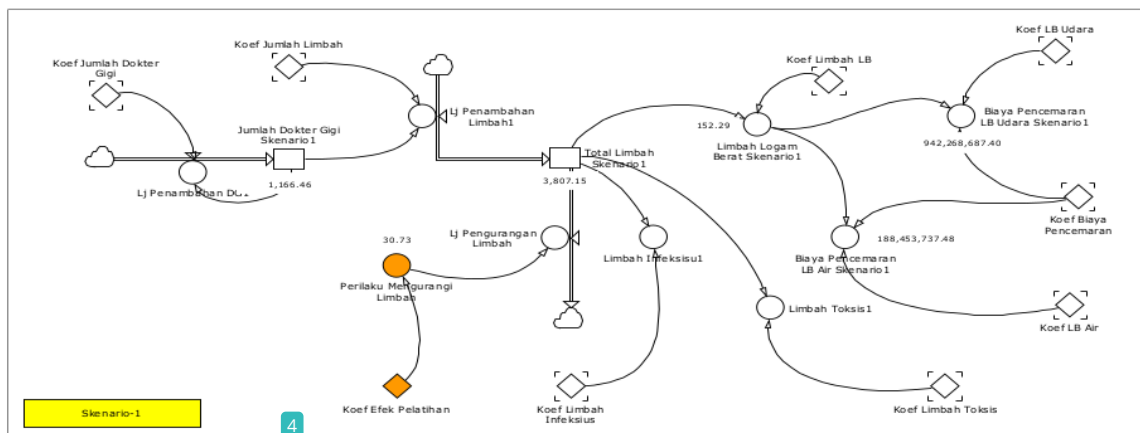 Koef LB Udara
Koef Jumlah Limbah
Koef Jumlah Dokter
Gigi
Koef Limbah LB
Lj Penambahan
Limbah1
Biaya Pencemaran
LB Udara Skenario1
942,268,687.40
152.29
Limbah Logam
Berat Skenario1
Jumlah Dokter Gigi
Skenario1
1,166.46
Lj Penambahan DG1
Total Limbah
Skenario1
3,807.15
Koef Biaya
Pencemaran
Lj Pengurangan
Limbah
30.73
Perilaku Mengurangi
Limbah
Limbah Infeksisu1
188,453,737.48
Biaya Pencemaran
LB Air Skenario1
Limbah Toksis1
Koef LB Air
Koef Efek Pelatihan
Koef Limbah
Infeksius
Koef Limbah Toksis
Skenario-1
4